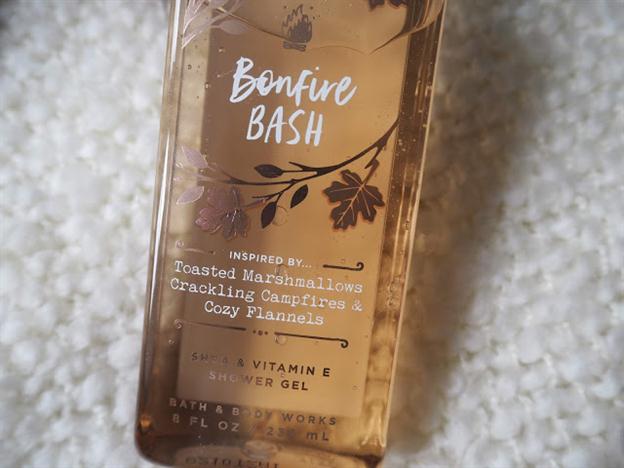 Bonfire
BASH
INSPIRED BY...
Toasted Marshmallows
Crackling Campfires &
Cozy Flannels
SHEA & VITAMIN E
SHOWER GEL
BATH & BODY WORKS
8 FL OZ / mL